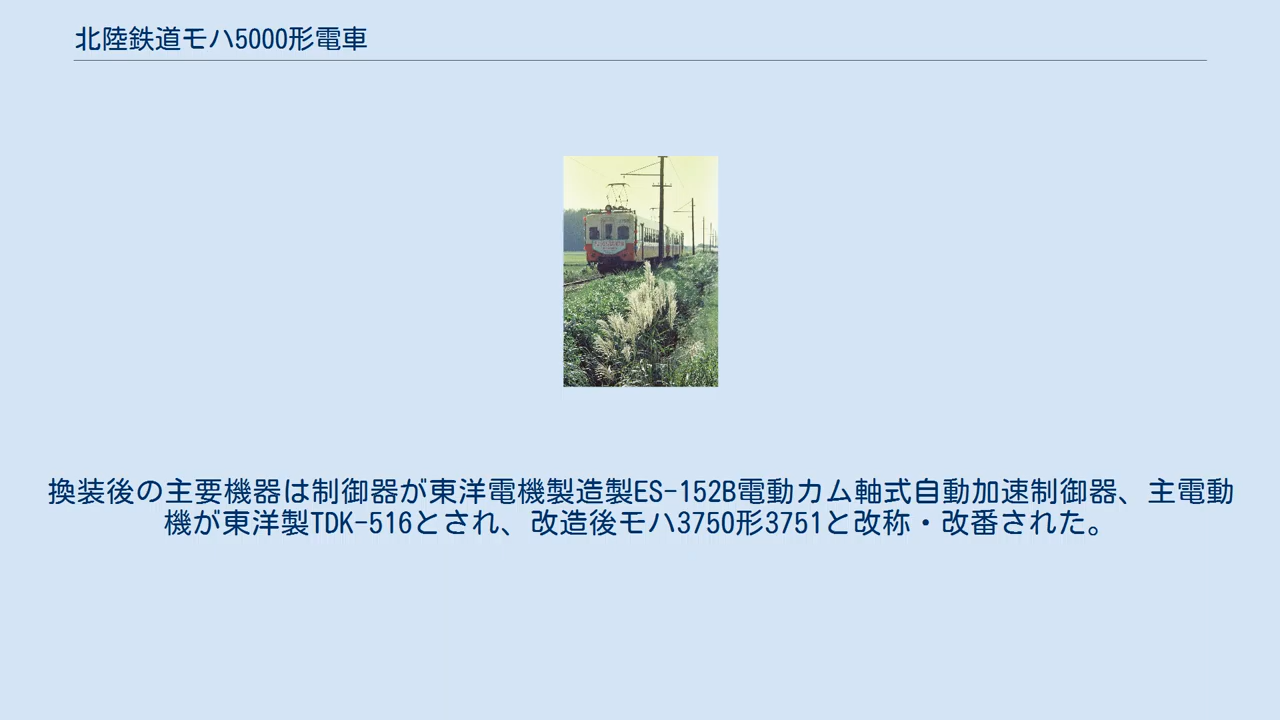 北陸鉄道モハ5000形電車
換装後の主要機器は制御器が東洋電機製造製ES-152B電動カム軸式自動加速制御器、主電動
機が東洋製TDK-516とされ、改造後モハ3750形3751と改称・改番された。